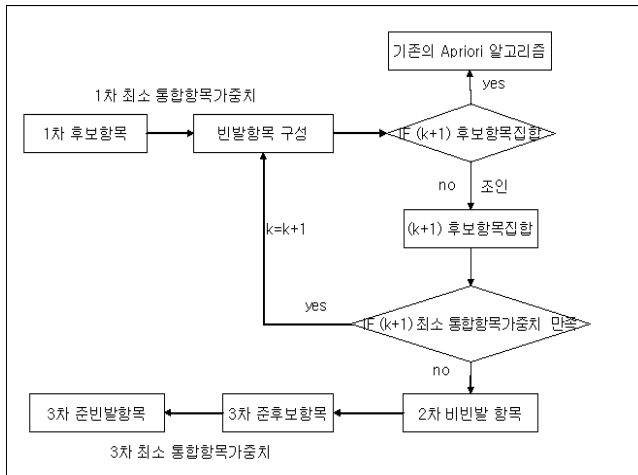 기존의 Apriori 알고리즘
yes
1차 최소 통합항목가중치
1차 후보항목
빈발항목 구성
IF (k+1) 후보항목집합
no 조인
k=k+1
(k+1) 후보항목집합
yes
IF (k+1) 최소 통합항목가중치 만족
no
3차 준빈발항목
3차 준후보항목
2차 비빈발 항목
3차 최소 통합항목가중치